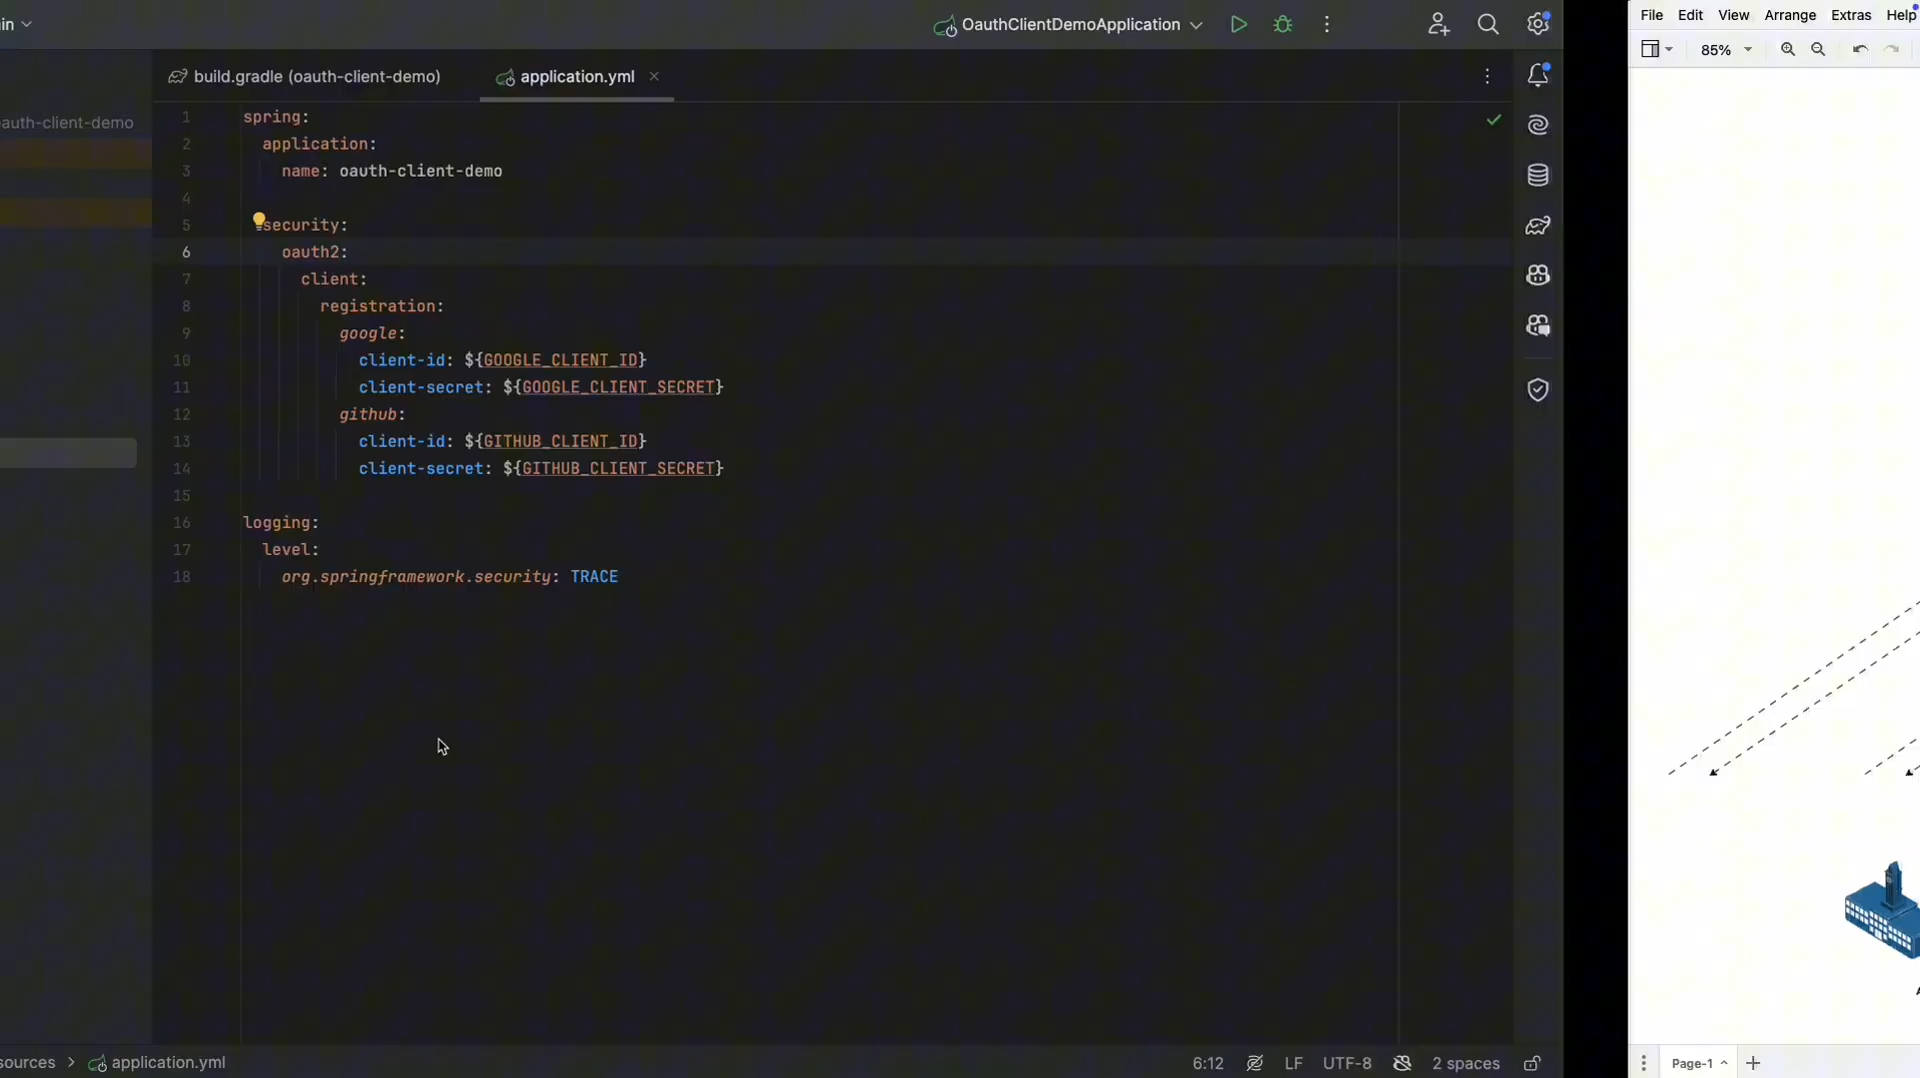 in
OauthClientDemoApplication
File Edit View Arrange Extras Help
85%
build.gradle (oauth-client-demo)
application.yml
auth-client-demo
1 spring:
2 application:
3 name: oauth-client-demo
4
5 security:
6 oauth2:
7 client:
8 registration:
9 google:
10 client-id: ${GOOGLE_CLIENT_ID}
11 client-secret: ${GOOGLE_CLIENT_SECRET}
12 github:
13 client-id: ${GITHUB_CLIENT_ID}
14 client-secret: ${GITHUB_CLIENT_SECRET}
15
16 logging:
17 level:
18 org.springframework.security: TRACE
sources > application.yml
6:12 LF UTF-8 2 spaces
Page-1